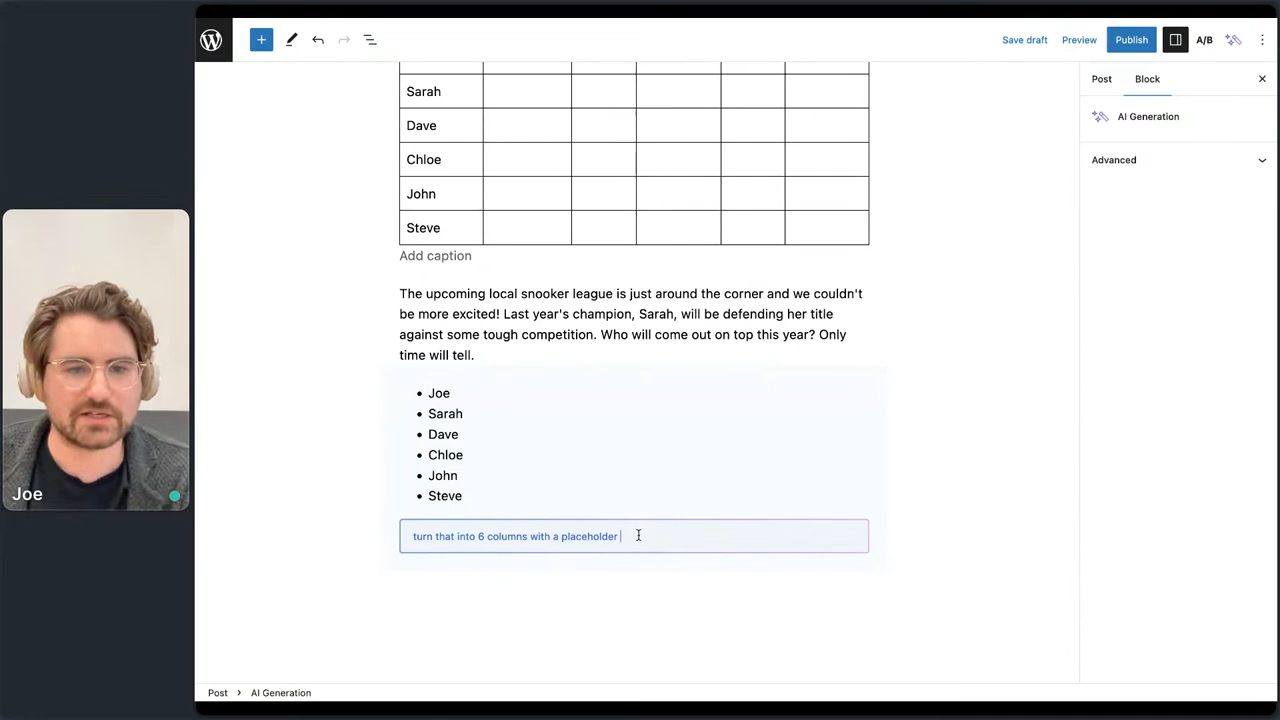 Save draft
Preview
Publish
A/B
Post
Block
AI Generation
Advanced
Sarah
Dave
Chloe
John
Steve
Add caption
The upcoming local snooker league is just around the corner and we couldn't
be more excited! Last year's champion, Sarah, will be defending her title
against some tough competition. Who will come out on top this year? Only
time will tell.
• Joe
• Sarah
• Dave
• Chloe
• John
• Steve
turn that into 6 columns with a placeholder
Joe
Post > AI Generation